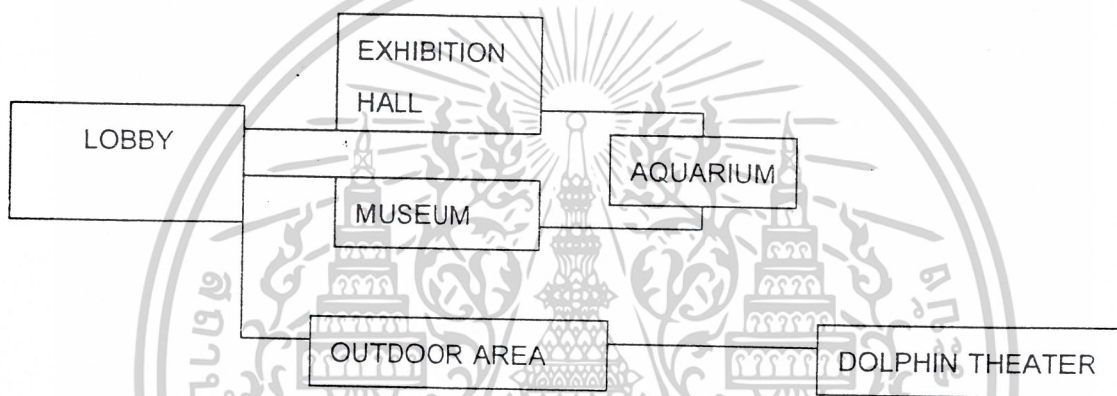 EXHIBITION
HALL
LOBBY
AQUARIUM
MUSEUM
OUTDOOR AREA
DOLPHIN THEATER